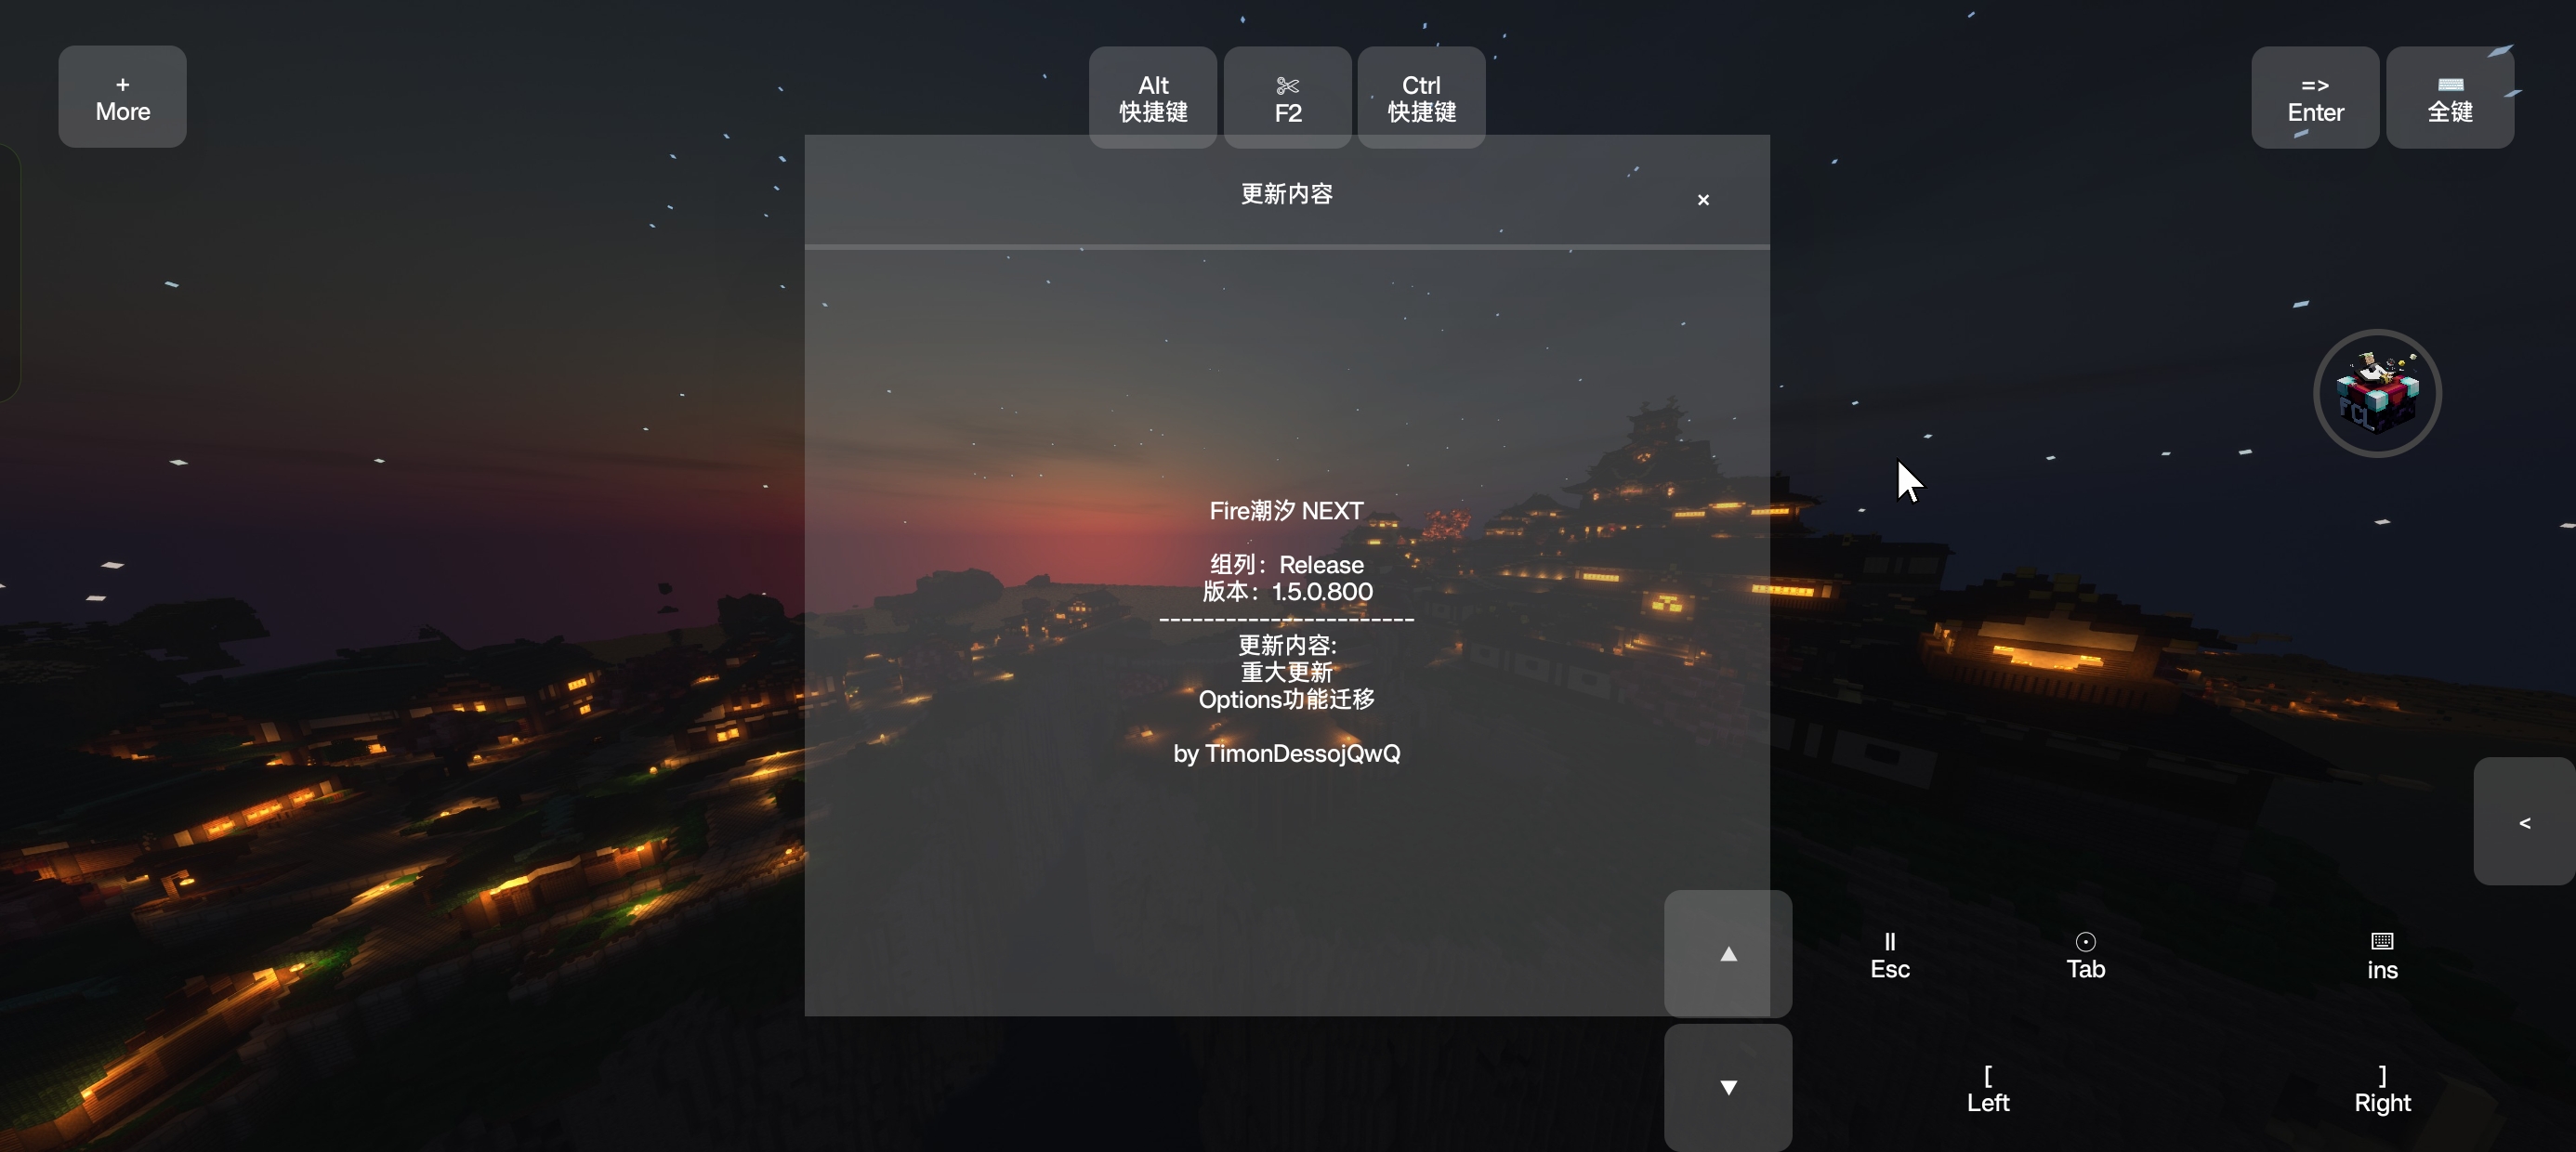 +
More
Alt
快捷键
✄
F2
Ctrl
快捷键
=>
Enter
全键
更新内容
×
Fire潮汐 NEXT
组列：Release
版本：1.5.0.800
-----------------------
更新内容:
重大更新
Options功能迁移
by TimonDessojQwQ
FCL
<
▲
▼
Esc
Tab
ins
[
Left
]
Right